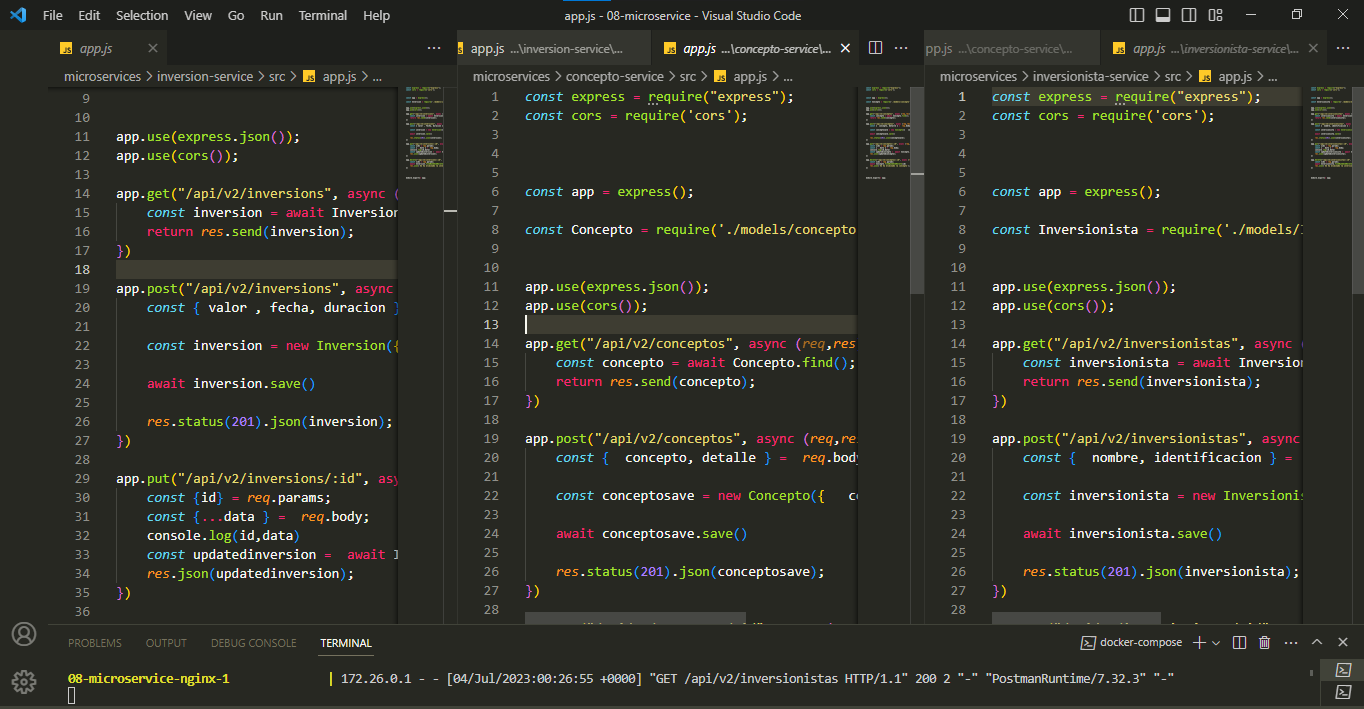 File Edit Selection View Go Run Terminal Help
app.js - 08-microservice - Visual Studio Code
JS app.js
microservices > inversion-service > src > JS app.js > ...
9
10
11 app.use(express.json());
12 app.use(cors());
13
14 app.get("/api/v2/inversions", async (
15 const inversion = await Inversion
16 return res.send(inversion);
17 })
18
19 app.post("/api/v2/inversions", async
20 const { valor , fecha, duracion }
21
22 const inversion = new Inversion({
23
24 await inversion.save()
25
26 res.status(201).json(inversion);
27 })
28
29 app.put("/api/v2/inversions/:id", asy
30 const {id} = req.params;
31 const {...data } = req.body;
32 console.log(id,data)
33 const updatedinversion = await I
34 res.json(updatedinversion);
35 })
36
JS app.js ...\inversion-service\...
JS app.js ...\concepto-service\...
microservices > concepto-service > src > JS app.js > ...
1 const express = require("express");
2 const cors = require('cors');
3
4
5
6 const app = express();
7
8 const Concepto = require('./models/concepto
9
10
11 app.use(express.json());
12 app.use(cors());
13
14 app.get("/api/v2/conceptos", async (req,res
15 const concepto = await Concepto.find();
16 return res.send(concepto);
17 })
18
19 app.post("/api/v2/conceptos", async (req,re
20 const { concepto, detalle } = req.body
21
22 const conceptosave = new Concepto({ co
23
24 await conceptosave.save()
25
26 res.status(201).json(conceptosave);
27 })
28
pp.js ...\concepto-service\...
JS app.js ...\inversionista-service\...
microservices > inversionista-service > src > JS app.js > ...
1 const express = require("express");
2 const cors = require('cors');
3
4
5
6 const app = express();
7
8 const Inversionista = require('./models/I
9
10
11 app.use(express.json());
12 app.use(cors());
13
14 app.get("/api/v2/inversionistas", async (
15 const inversionista = await Inversion
16 return res.send(inversionista);
17 })
18
19 app.post("/api/v2/inversionistas", async
20 const { nombre, identificacion } =
21
22 const inversionista = new Inversionis
23
24 await inversionista.save()
25
26 res.status(201).json(inversionista);
27 })
28
PROBLEMS OUTPUT DEBUG CONSOLE TERMINAL
docker-compose
08-microservice-nginx-1 | 172.26.0.1 - - [04/Jul/2023:00:26:55 +0000] "GET /api/v2/inversionistas HTTP/1.1" 200 2 "-" "PostmanRuntime/7.32.3" "-"